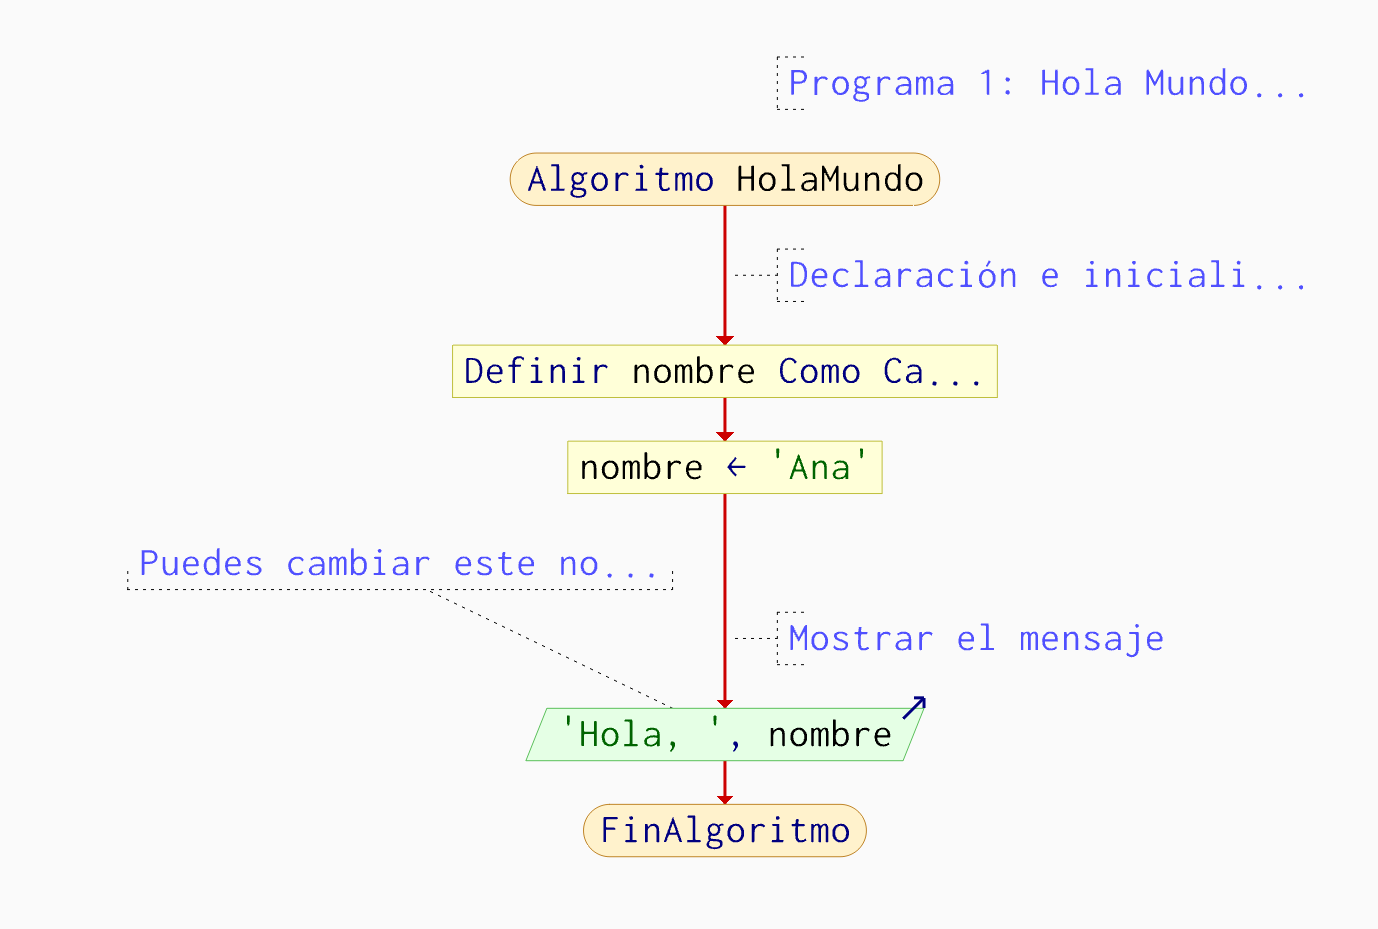 Programa 1: Hola Mundo...
Algoritmo HolaMundo
Declaración e iniciali...
Definir nombre Como Ca...
nombre ← 'Ana'
Puedes cambiar este no...
Mostrar el mensaje
'Hola, ', nombre
FinAlgoritmo